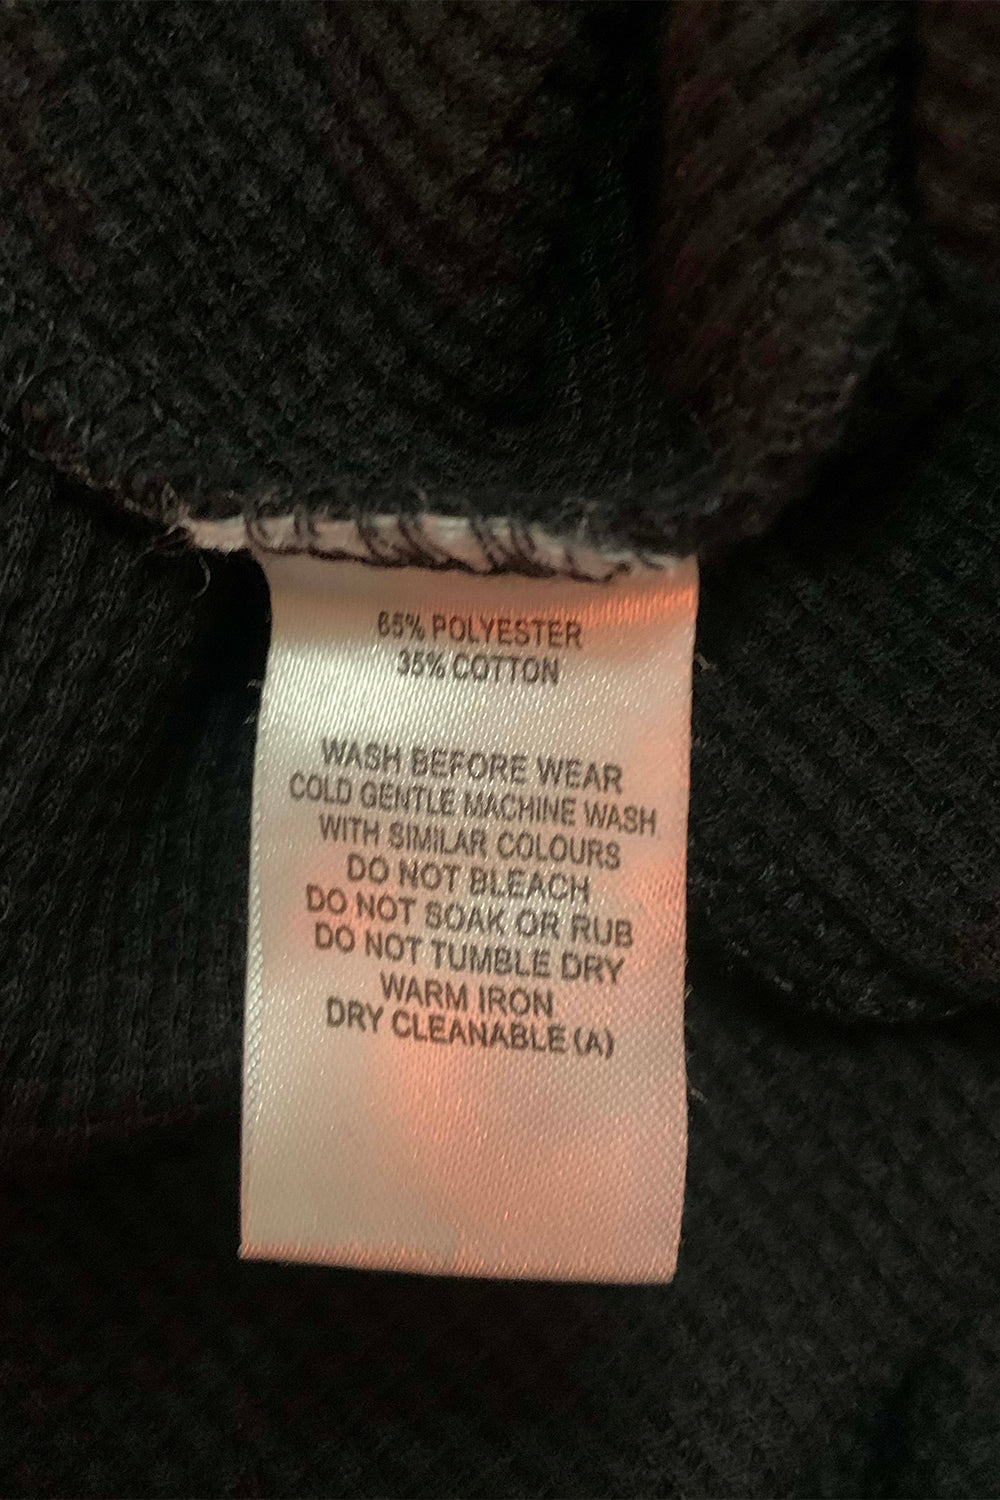 65% POLYESTER
35% COTTON
WASH BEFORE WEAR
COLD GENTLE MACHINE WASH
WITH SIMILAR COLOURS
DO NOT BLEACH
DO NOT SOAK OR RUB
DO NOT TUMBLE DRY
WARM IRON
DRY CLEANABLE (A)